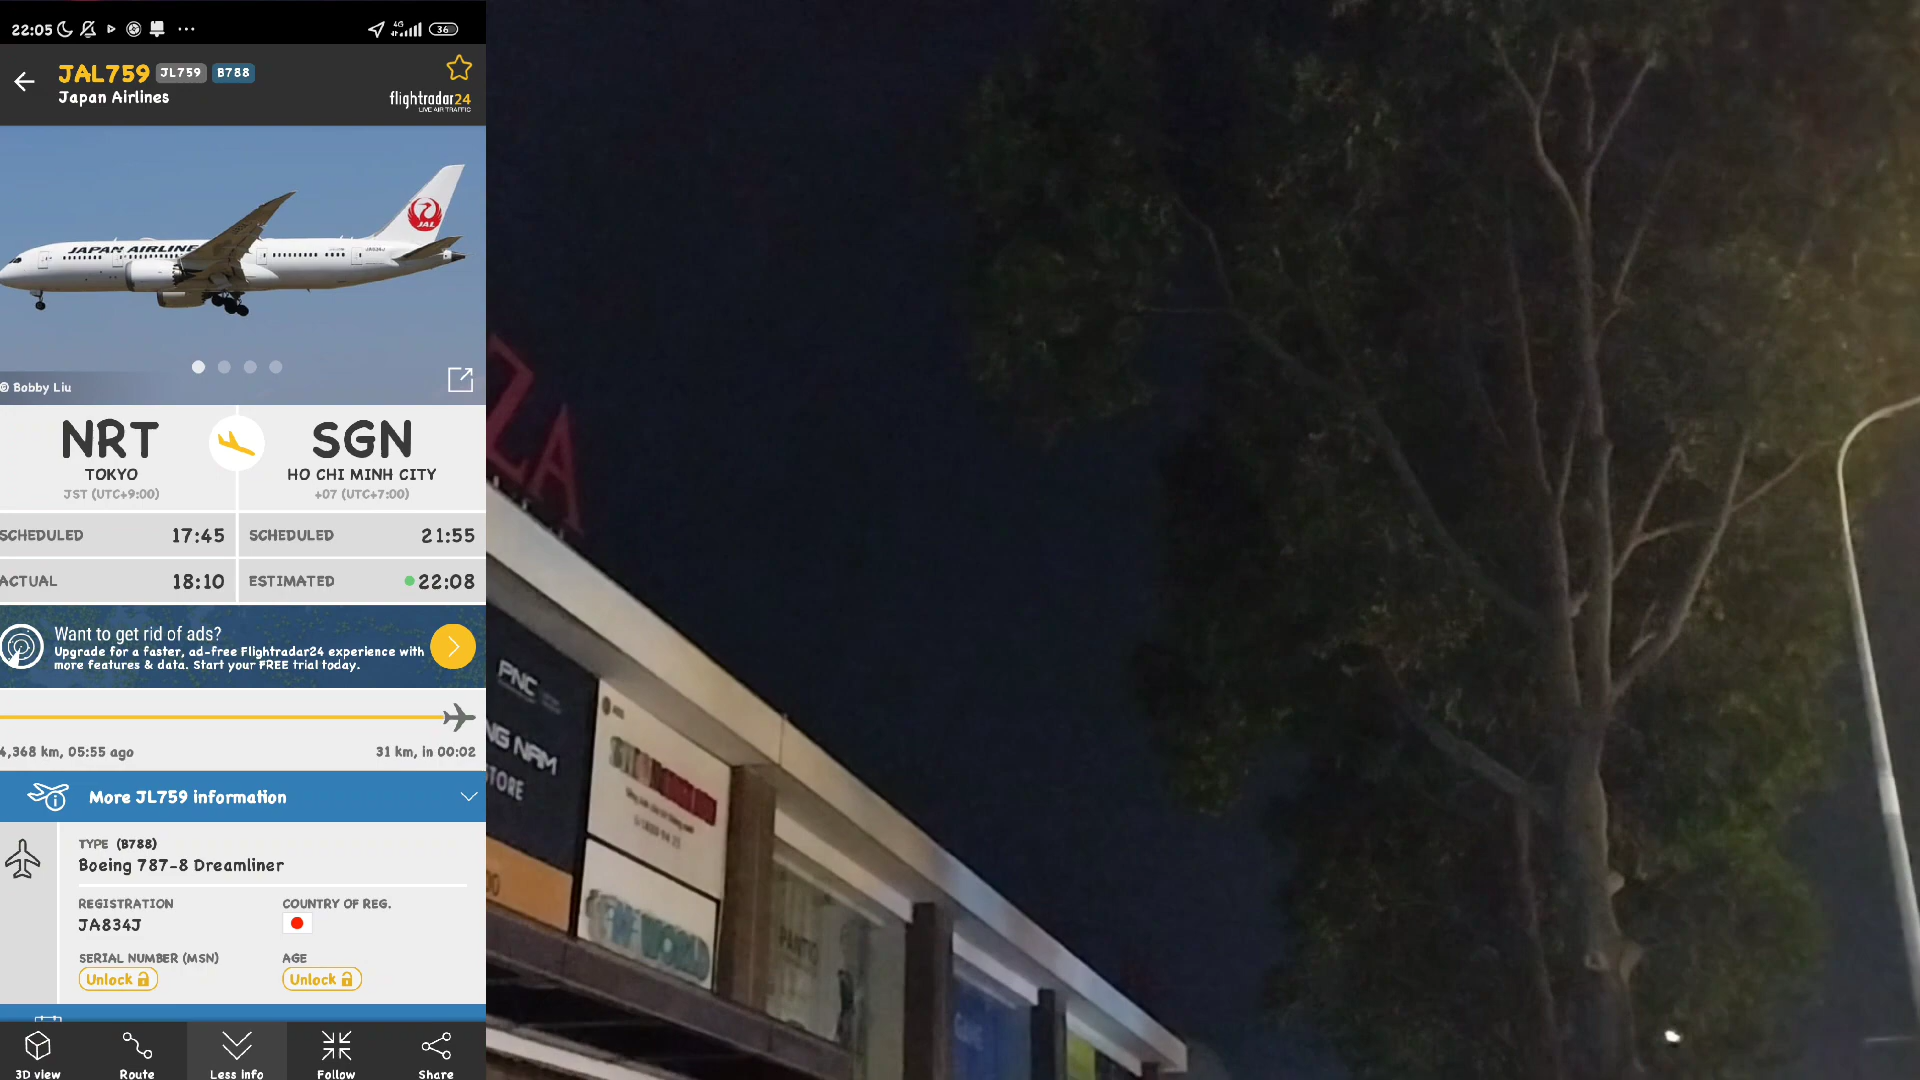 22:05
4G
36
JAL759 JL759 B788
Japan Airlines
flightradar24
LIVE AIR TRAFFIC
JAPAN AIRLINE
JAL
© Bobby Liu
NRT
TOKYO
JST (UTC+9:00)
SGN
HO CHI MINH CITY
+07 (UTC+7:00)
SCHEDULED 17:45
SCHEDULED 21:55
ACTUAL 18:10
ESTIMATED 22:08
Want to get rid of ads?
Upgrade for a faster, ad-free Flightradar24 experience with
more features & data. Start your FREE trial today.
4,368 km, 05:55 ago
31 km, in 00:02
More JL759 information
TYPE (B788)
Boeing 787-8 Dreamliner
REGISTRATION
JA834J
COUNTRY OF REG.
SERIAL NUMBER (MSN)
Unlock
AGE
Unlock
3D view
Route
Less info
Follow
Share
ZA
PNC
NG NAM
STORE
WORLD